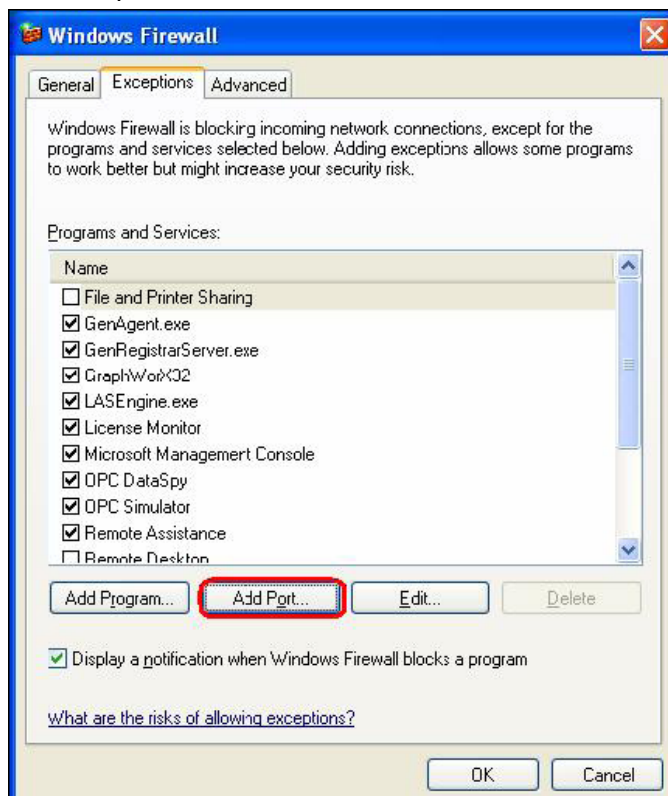 Windows Firewall
General Exceptions Advanced
Windows Firewall is blocking incoming network connections, except for the
programs and services selected below. Adding exceptions allows some programs
to work better but might increase your security risk.
Programs and Services:
Name
File and Printer Sharing
GenAgent.exe
GenRegistrarServer.exe
GraphWorX32
LASEngine.exe
License Monitor
Microsoft Management Console
OPC DataSpy
OPC Simulator
Remote Assistance
Remote Desktop
Add Program... Add Port... Edit... Delete
Display a notification when Windows Firewall blocks a program
What are the risks of allowing exceptions?
OK Cancel